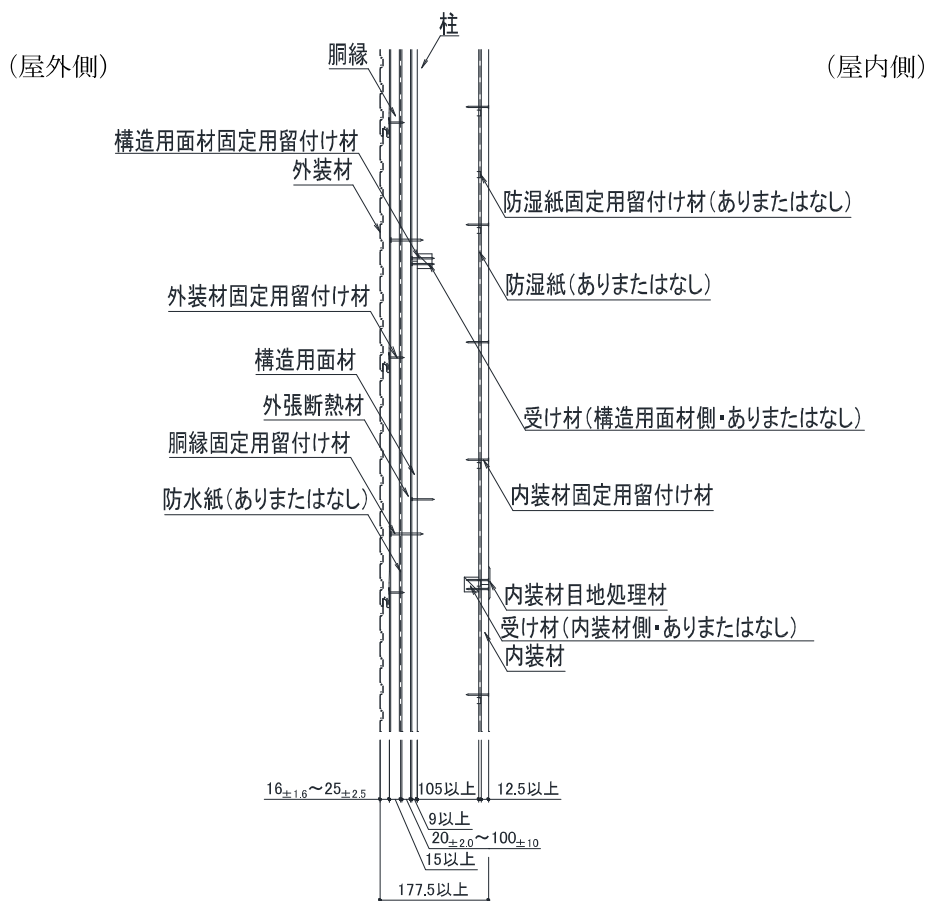 柱
(屋外側)
胴縁
(屋内側)
構造用面材固定用留付け材
外装材
防湿紙固定用留付け材(ありまたはなし)
防湿紙(ありまたはなし)
外装材固定用留付け材
構造用面材
外張断熱材
受け材(構造用面材側・ありまたはなし)
胴縁固定用留付け材
防水紙(ありまたはなし)
内装材固定用留付け材
内装材目地処理材
受け材(内装材側・ありまたはなし)
内装材
16±1.6～25±2.5
105以上
12.5以上
9以上
20±2.0～100±10
15以上
177.5以上